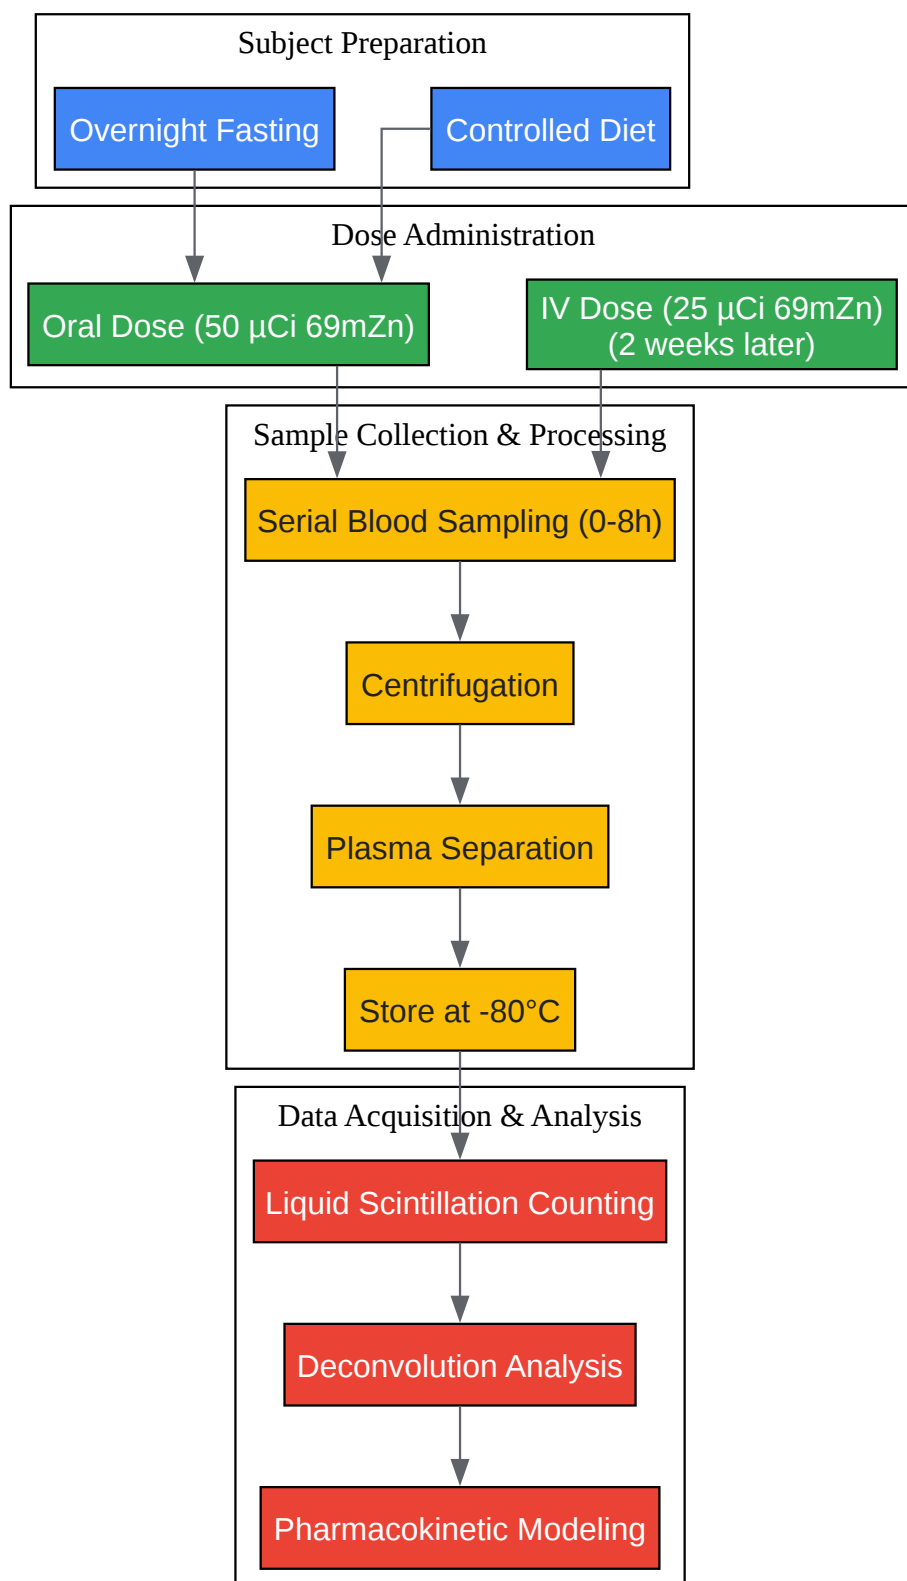 Subject Preparation
Overnight Fasting
Controlled Diet
Dose Administration
Oral Dose (50 µCi 69mZn)
IV Dose (25 µCi 69mZn)
(2 weeks later)
Sample Collection & Processing
Serial Blood Sampling (0-8h)
Centrifugation
Plasma Separation
Store at -80°C
Data Acquisition & Analysis
Liquid Scintillation Counting
Deconvolution Analysis
Pharmacokinetic Modeling